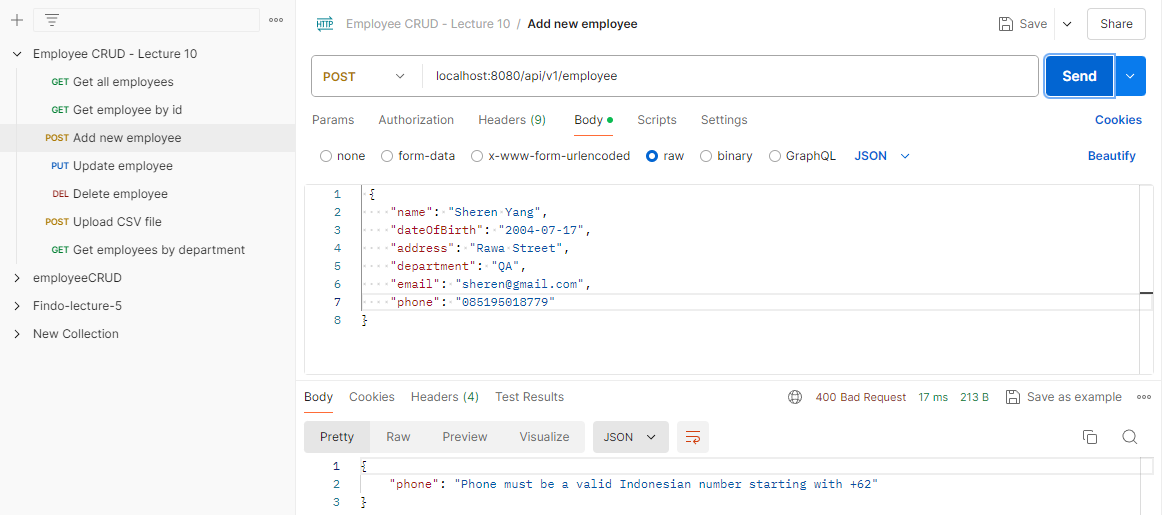 Employee CRUD - Lecture 10
GET Get all employees
GET Get employee by id
POST Add new employee
PUT Update employee
DEL Delete employee
POST Upload CSV file
GET Get employees by department
employeeCRUD
Findo-lecture-5
New Collection
HTTP Employee CRUD - Lecture 10 / Add new employee
Save
Share
POST localhost:8080/api/v1/employee
Send
Params Authorization Headers (9) Body Scripts Settings Cookies
none form-data x-www-form-urlencoded raw binary GraphQL JSON Beautify
1 {
2 "name": "Sheren Yang",
3 "dateOfBirth": "2004-07-17",
4 "address": "Rawa Street",
5 "department": "QA",
6 "email": "sheren@gmail.com",
7 "phone": "085195018779"
8 }
Body Cookies Headers (4) Test Results 400 Bad Request 17 ms 213 B Save as example
Pretty Raw Preview Visualize JSON
1 {
2 "phone": "Phone must be a valid Indonesian number starting with +62"
3 }